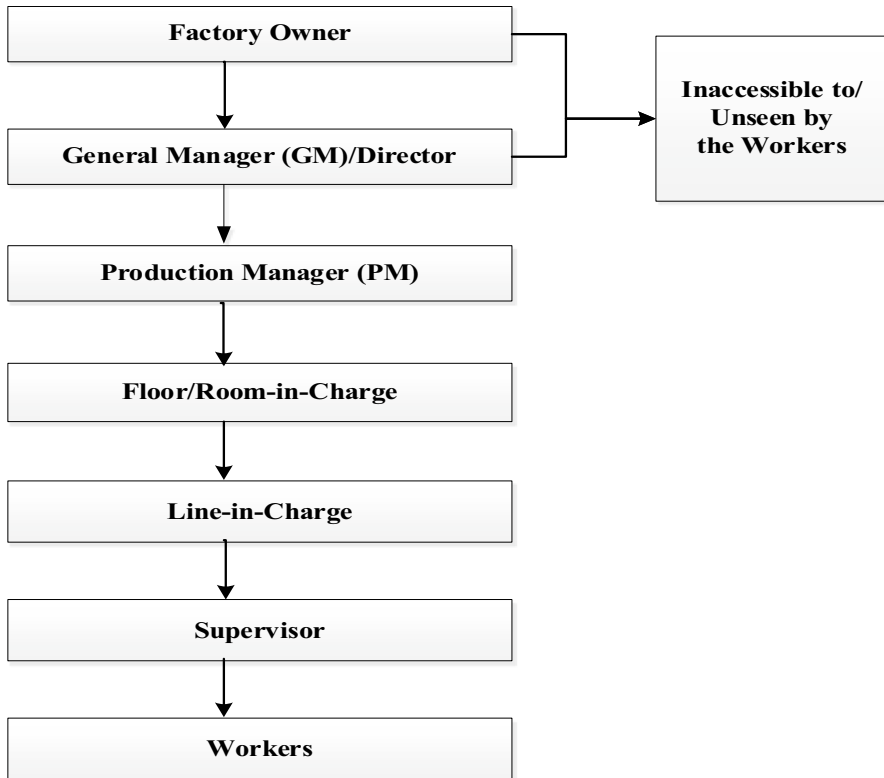 Factory Owner
Inaccessible to/
Unseen by
the Workers
General Manager (GM)/Director
Production Manager (PM)
Floor/Room-in-Charge
Line-in-Charge
Supervisor
Workers